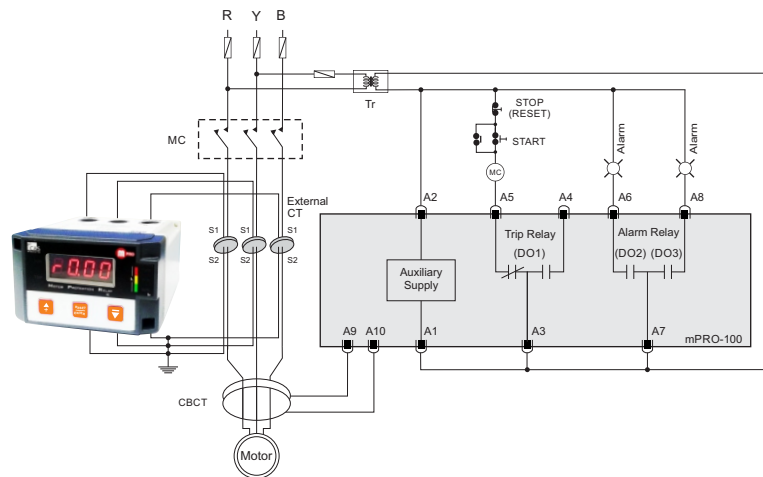 R Y B
Tr
STOP
(RESET)
START
MC
MC
Alarm
Alarm
External
CT
S1 S1 S1
S2 S2 S2
A2 A5 A4 A6 A8
Trip Relay
(DO1)
Alarm Relay
(DO2) (DO3)
Auxiliary
Supply
r0.00
A9 A10 A1 A3 A7
mPRO-100
CBCT
Motor